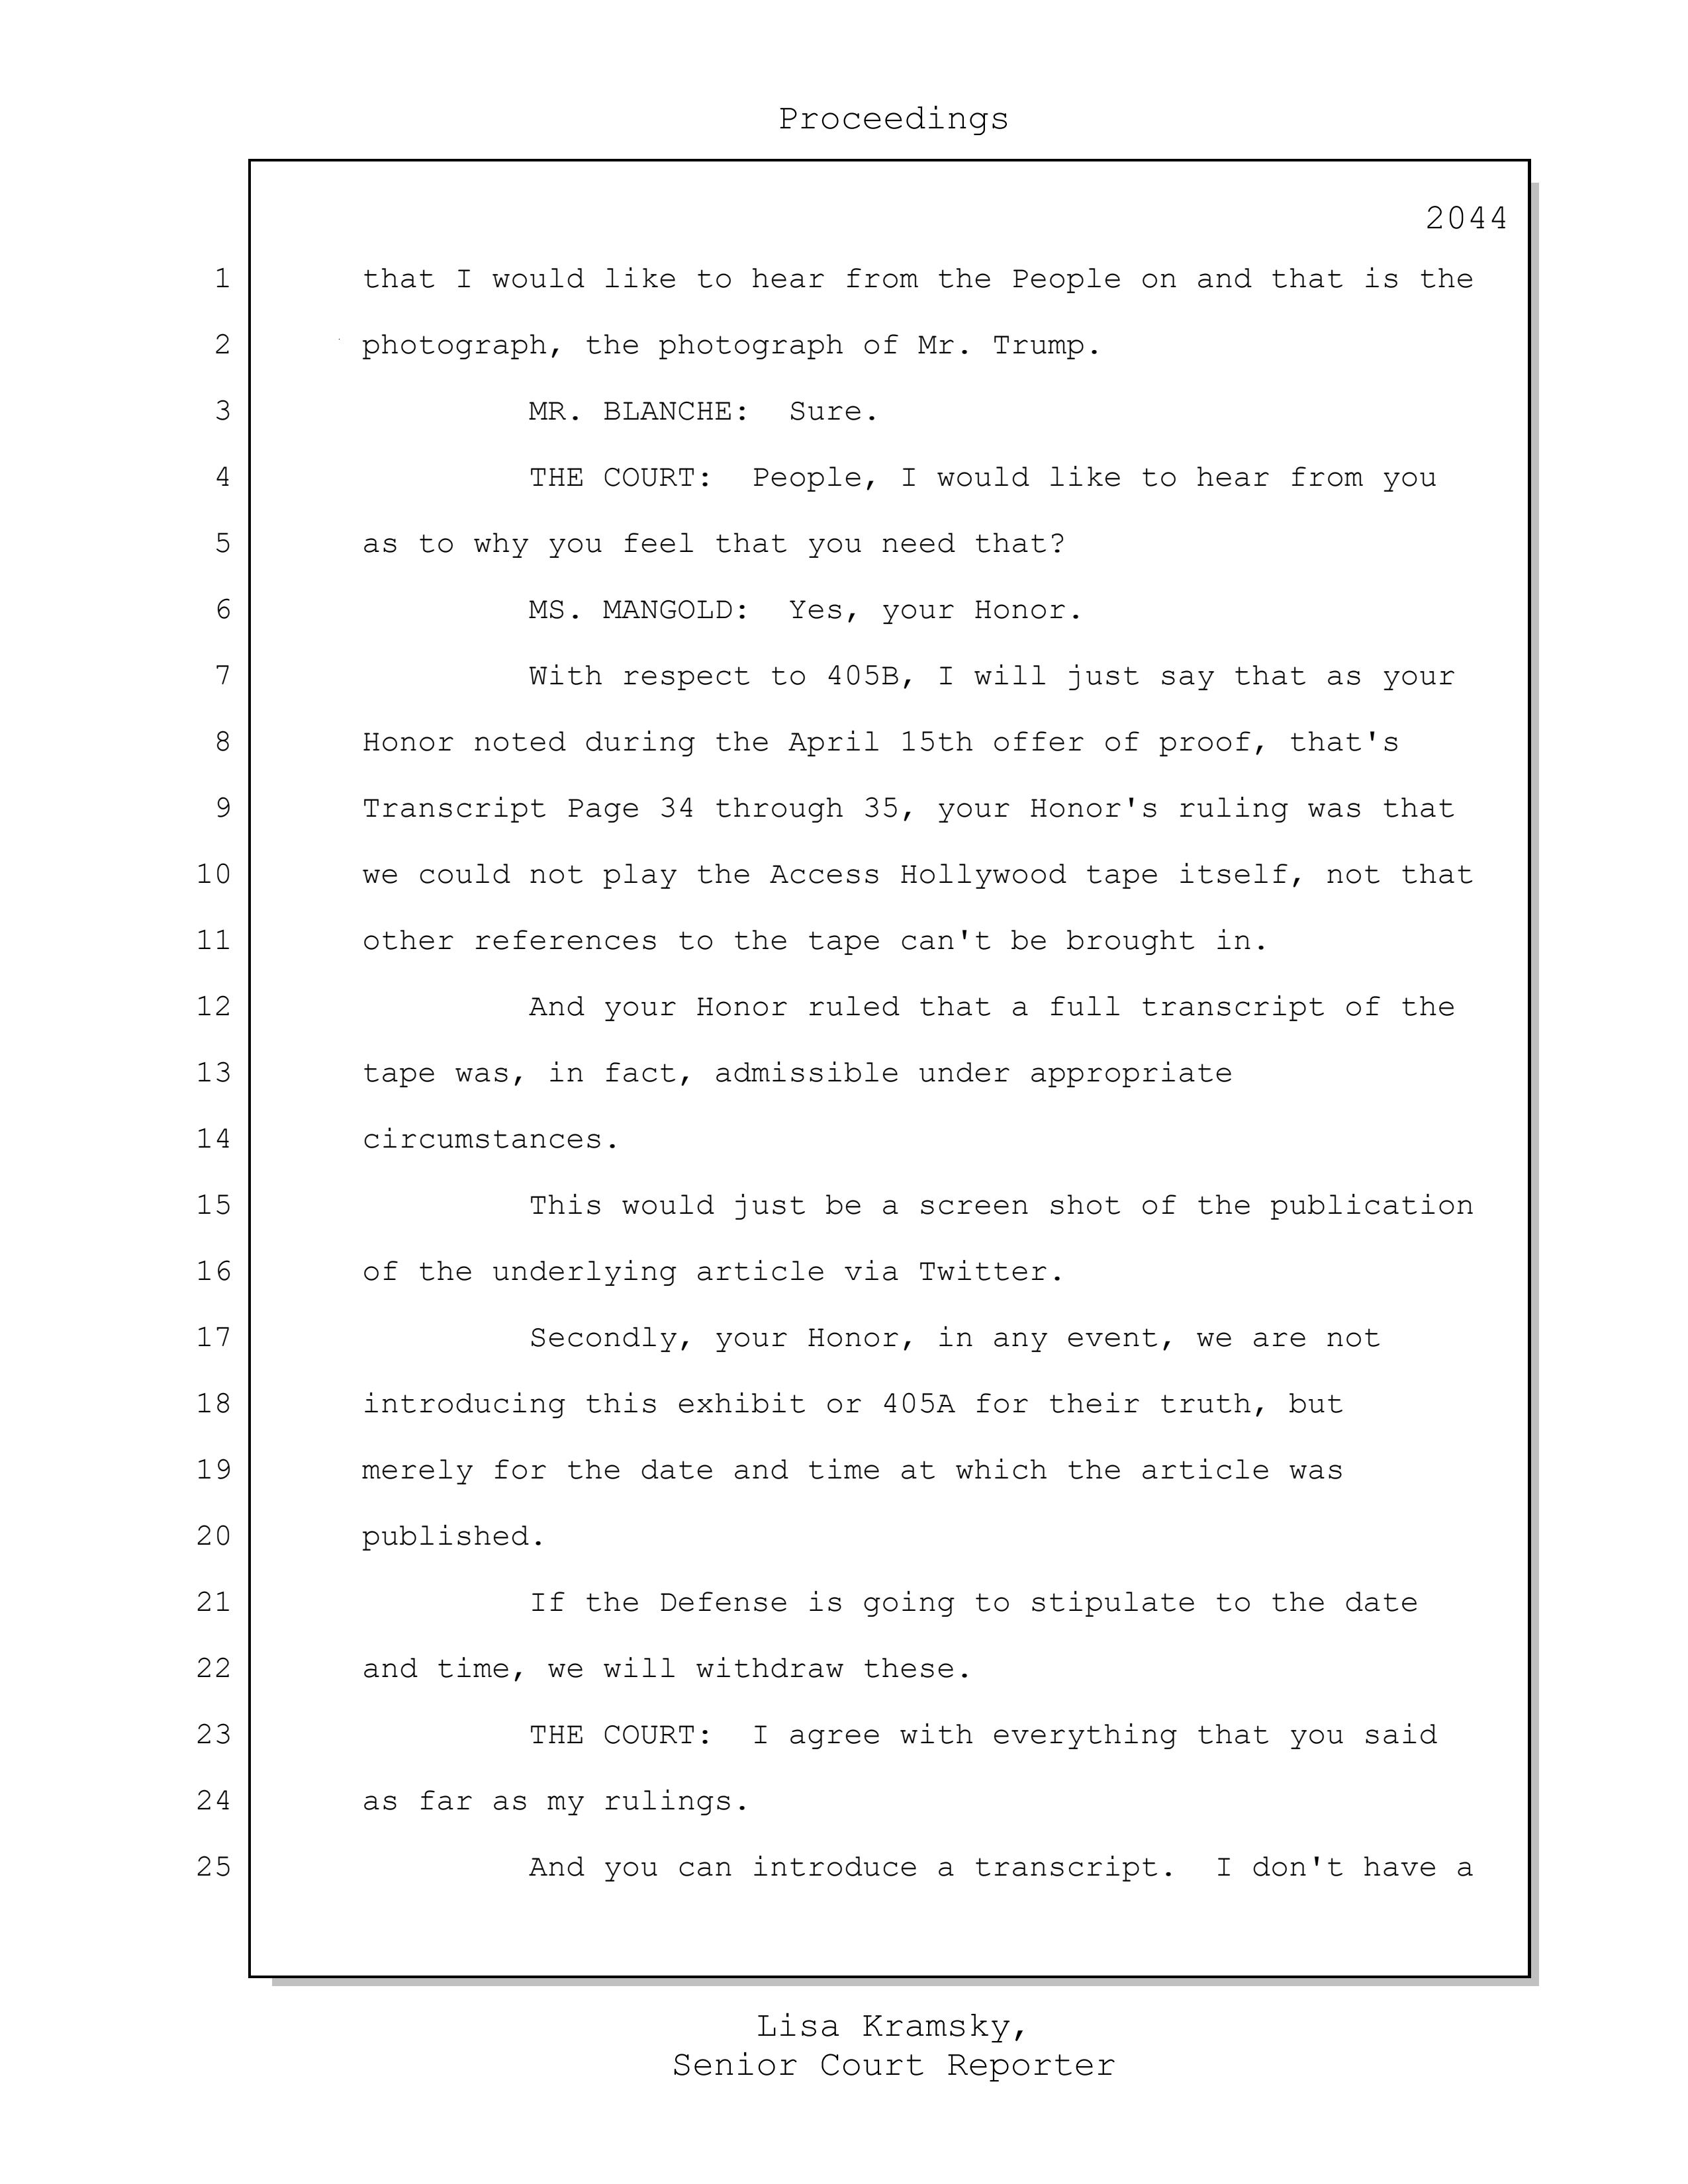 Proceedings
2044
1 that I would like to hear from the People on and that is the
2 photograph, the photograph of Mr. Trump.
3 MR. BLANCHE:  Sure.
4 THE COURT:  People, I would like to hear from you
5 as to why you feel that you need that?
6 MS. MANGOLD:  Yes, your Honor.
7 With respect to 405B, I will just say that as your
8 Honor noted during the April 15th offer of proof, that's
9 Transcript Page 34 through 35, your Honor's ruling was that
10 we could not play the Access Hollywood tape itself, not that
11 other references to the tape can't be brought in.
12 And your Honor ruled that a full transcript of the
13 tape was, in fact, admissible under appropriate
14 circumstances.
15 This would just be a screen shot of the publication
16 of the underlying article via Twitter.
17 Secondly, your Honor, in any event, we are not
18 introducing this exhibit or 405A for their truth, but
19 merely for the date and time at which the article was
20 published.
21 If the Defense is going to stipulate to the date
22 and time, we will withdraw these.
23 THE COURT:  I agree with everything that you said
24 as far as my rulings.
25 And you can introduce a transcript.  I don't have a
Lisa Kramsky,
Senior Court Reporter